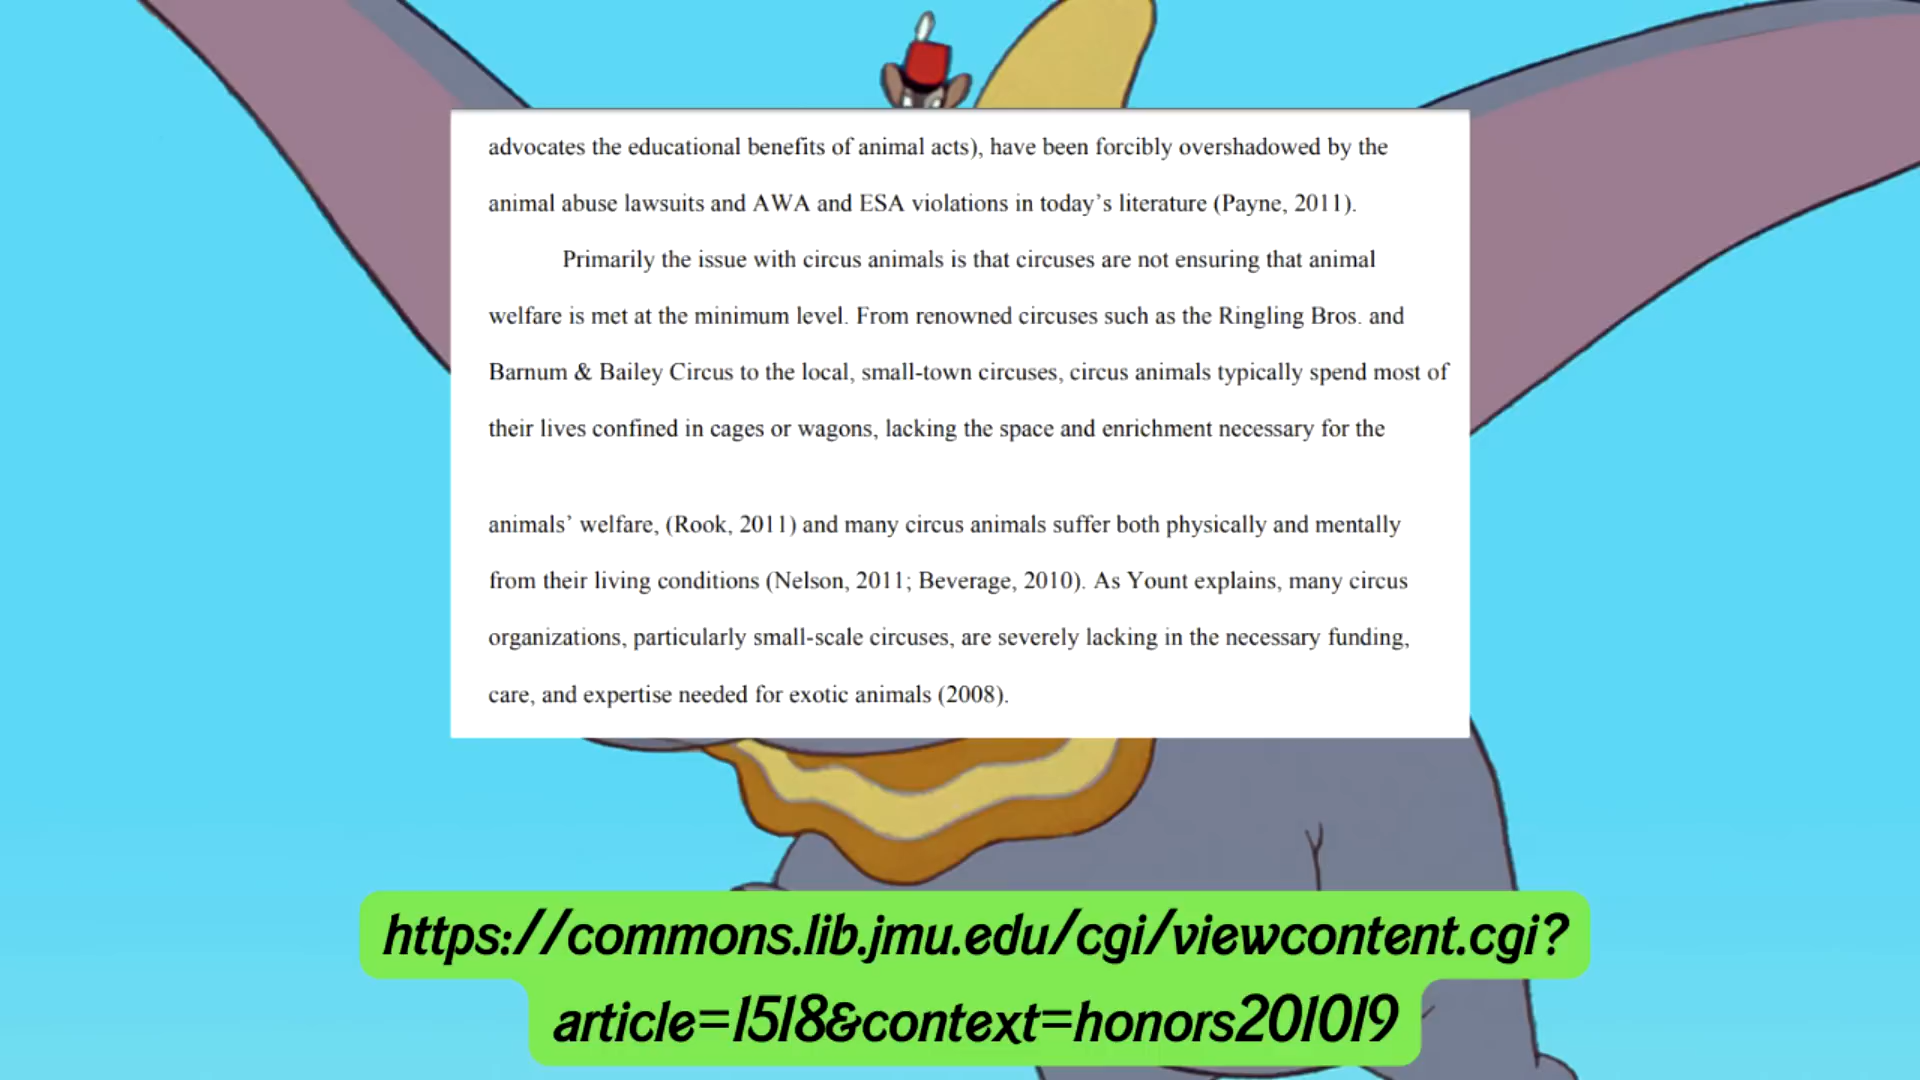 advocates the educational benefits of animal acts), have been forcibly overshadowed by the
animal abuse lawsuits and AWA and ESA violations in today’s literature (Payne, 2011).
Primarily the issue with circus animals is that circuses are not ensuring that animal
welfare is met at the minimum level. From renowned circuses such as the Ringling Bros. and
Barnum & Bailey Circus to the local, small-town circuses, circus animals typically spend most of
their lives confined in cages or wagons, lacking the space and enrichment necessary for the
animals’ welfare, (Rook, 2011) and many circus animals suffer both physically and mentally
from their living conditions (Nelson, 2011; Beverage, 2010). As Yount explains, many circus
organizations, particularly small-scale circuses, are severely lacking in the necessary funding,
care, and expertise needed for exotic animals (2008).
https://commons.lib.jmu.edu/cgi/viewcontent.cgi?
article=1518&context=honors201019